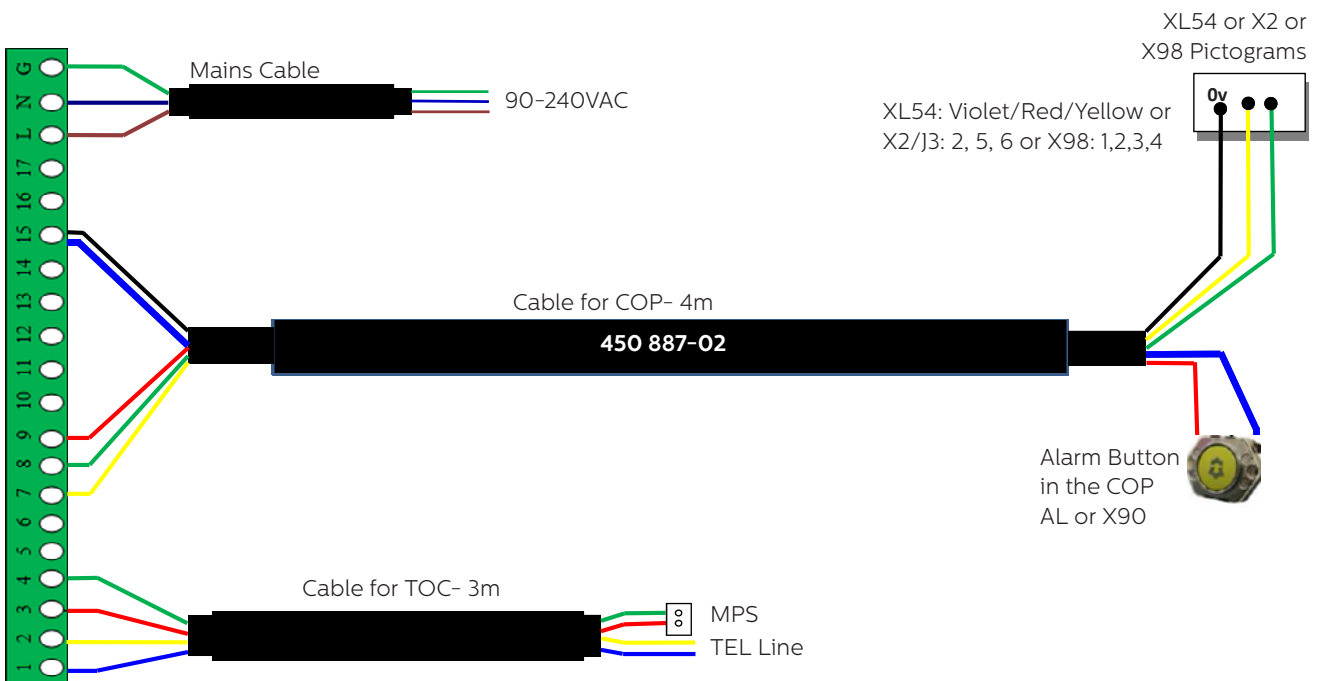 XL54 or X2 or
X98 Pictograms
G
N
L
17
16
15
14
13
12
11
10
9
8
7
6
5
4
3
2
1
Mains Cable
90-240VAC
XL54: Violet/Red/Yellow or
X2/J3: 2, 5, 6 or X98: 1,2,3,4
0v
Cable for COP- 4m
450 887-02
Alarm Button
in the COP
AL or X90
Cable for TOC- 3m
MPS
TEL Line